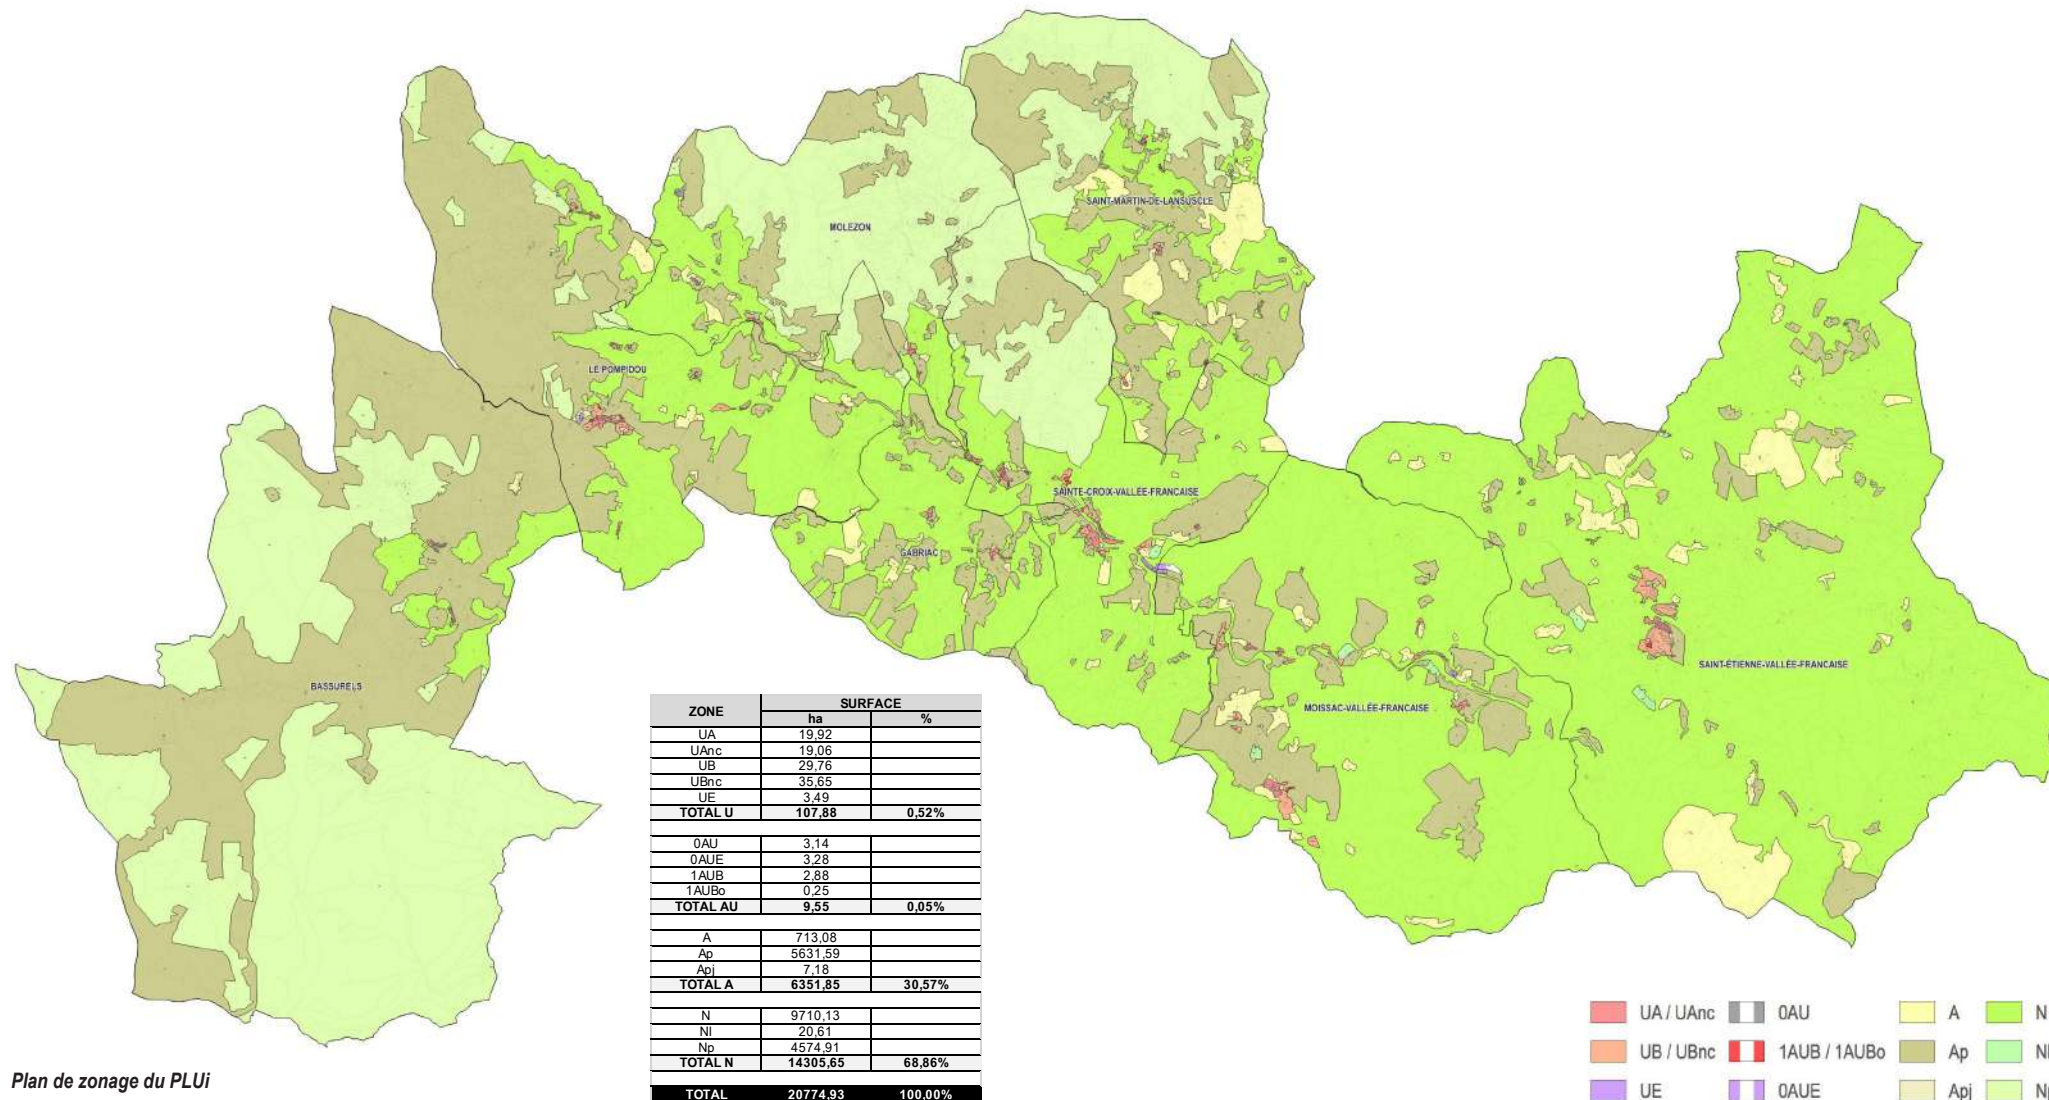 MOLEZON
SAINT-MARTIN-DE-LANSUSCLE
LE POMPIDOU
SAINTE-CROIX-VALLÉE-FRANCAISE
GABRIAC
BASSURELS
SAINT-ÉTIENNE-VALLÉE-FRANCAISE
MOISSAC-VALLÉE-FRANCAISE
ZONE SURFACE
ha %
UA 19,92
UAnc 19,06
UB 29,76
UBnc 35,65
UE 3,49
TOTAL U 107,88 0,52%
0AU 3,14
0AUE 3,28
1AUB 2,88
1AUBo 0,25
TOTAL AU 9,55 0,05%
A 713,08
Ap 5631,59
Apj 7,18
TOTAL A 6351,85 30,57%
N 9710,13
Nl 20,61
Np 4574,91
TOTAL N 14305,65 68,86%
TOTAL 20774,93 100,00%
UA / UAnc 0AU A N
UB / UBnc 1AUB / 1AUBo Ap Nl
UE 0AUE Apj Np
Plan de zonage du PLUi